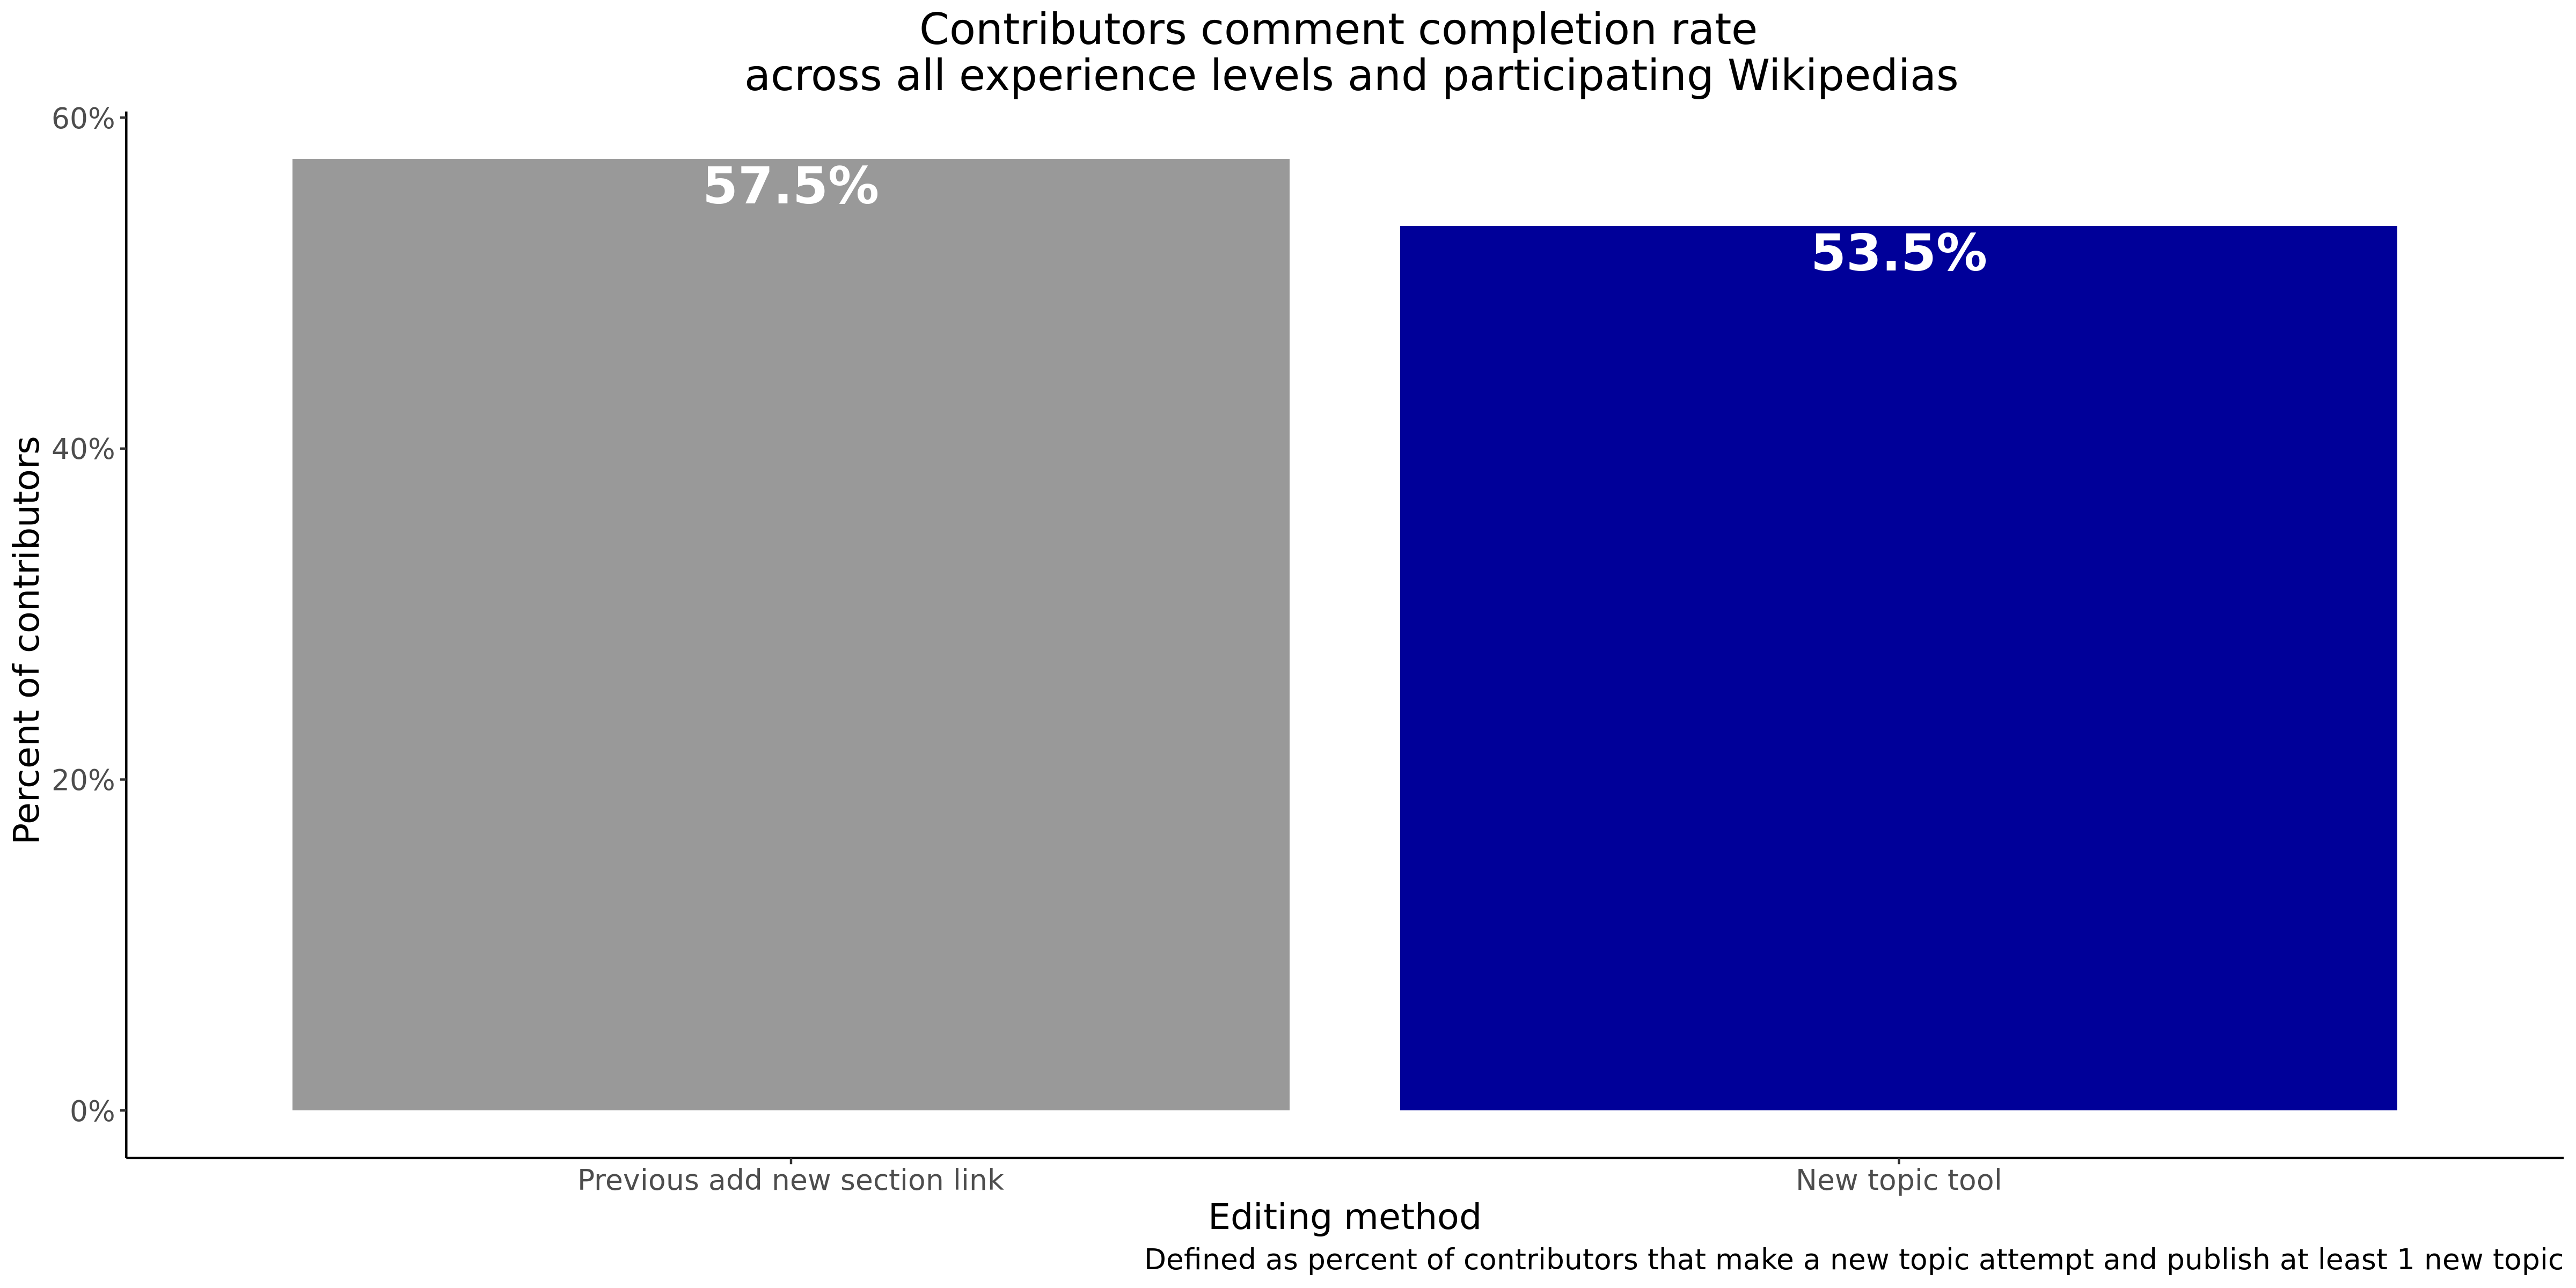 Contributors comment completion rate
across all experience levels and participating Wikipedias
Percent of contributors
60%
40%
20%
0%
57.5%
53.5%
Previous add new section link
New topic tool
Editing method
Defined as percent of contributors that make a new topic attempt and publish at least 1 new topic